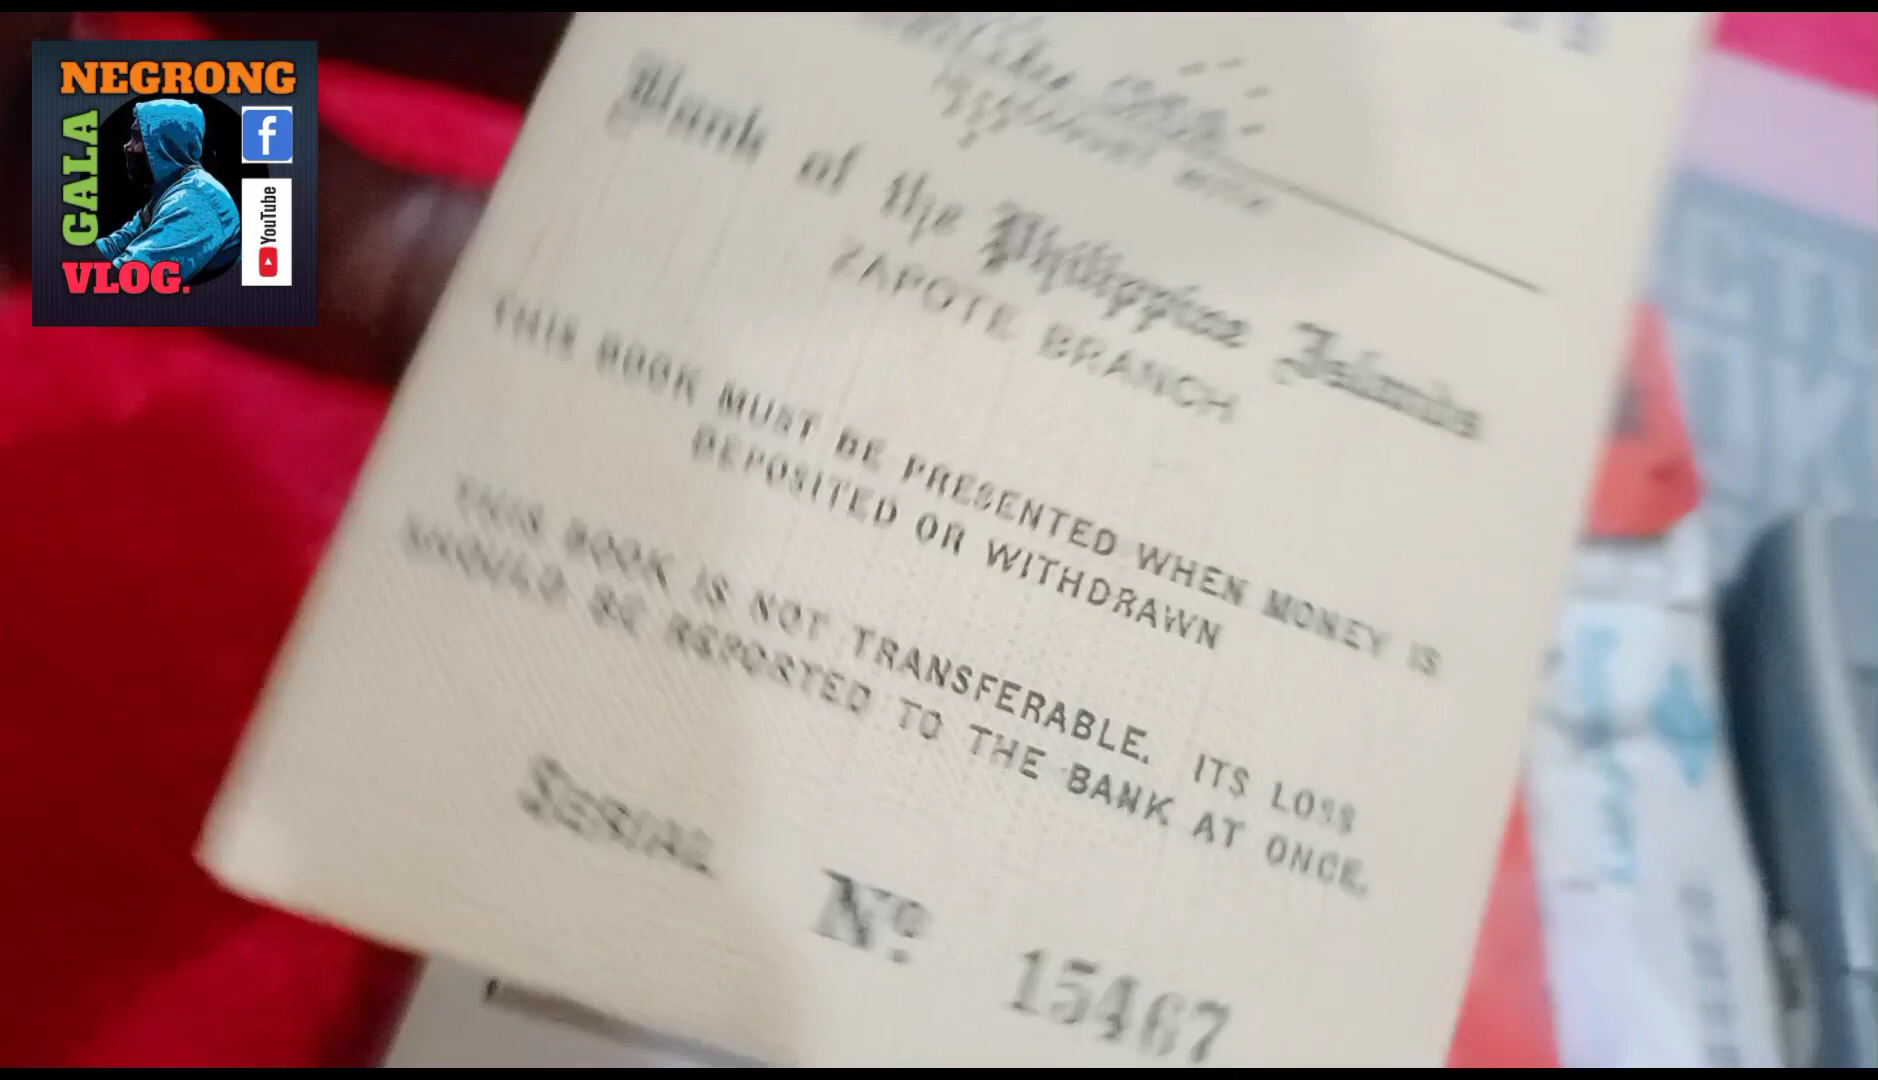 NEGRONG
GALA
VLOG.
f
YouTube
ACCOUNT WITH
Bank of the Philippine Islands
ZAPOTE BRANCH
THIS BOOK MUST BE PRESENTED WHEN MONEY IS
DEPOSITED OR WITHDRAWN
THIS BOOK IS NOT TRANSFERABLE. ITS LOSS
SHOULD BE REPORTED TO THE BANK AT ONCE.
SERIAL
Nº 15467